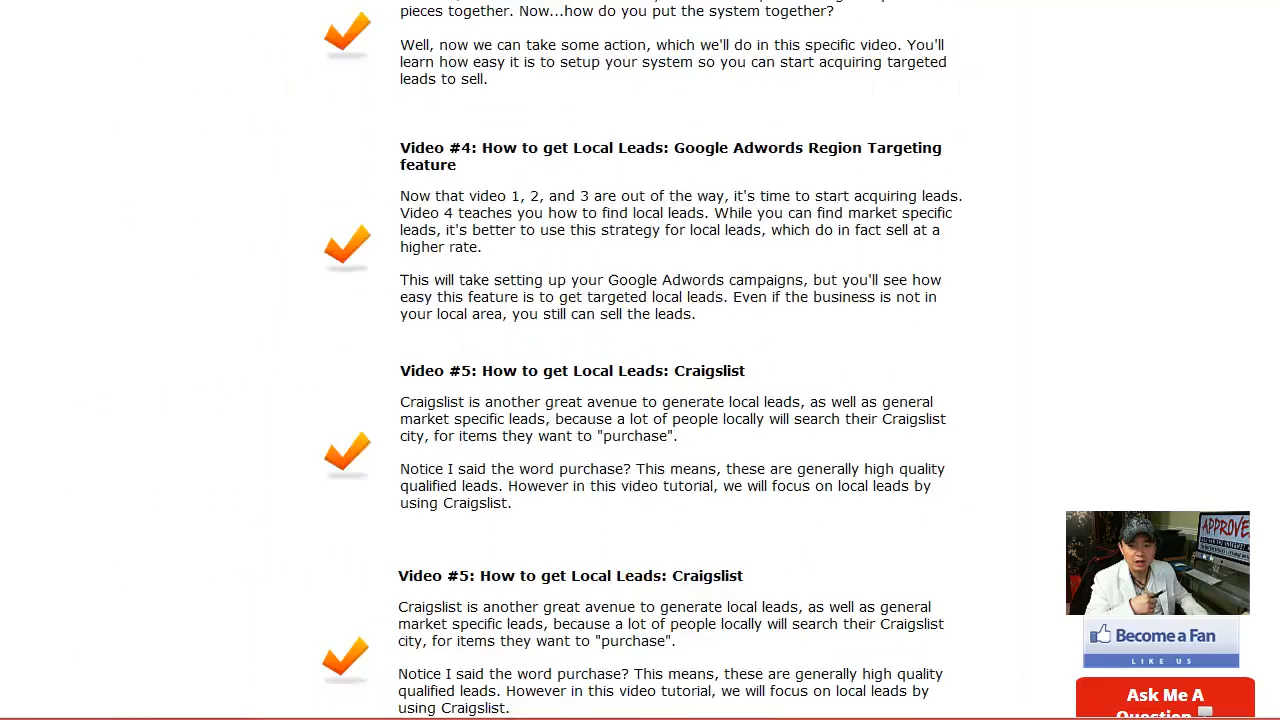 pieces together. Now...how do you put the system together?
Well, now we can take some action, which we'll do in this specific video. You'll
learn how easy it is to setup your system so you can start acquiring targeted
leads to sell.
Video #4: How to get Local Leads: Google Adwords Region Targeting
feature
Now that video 1, 2, and 3 are out of the way, it's time to start acquiring leads.
Video 4 teaches you how to find local leads. While you can find market specific
leads, it's better to use this strategy for local leads, which do in fact sell at a
higher rate.
This will take setting up your Google Adwords campaigns, but you'll see how
easy this feature is to get targeted local leads. Even if the business is not in
your local area, you still can sell the leads.
Video #5: How to get Local Leads: Craigslist
Craigslist is another great avenue to generate local leads, as well as general
market specific leads, because a lot of people locally will search their Craigslist
city, for items they want to "purchase".
Notice I said the word purchase? This means, these are generally high quality
qualified leads. However in this video tutorial, we will focus on local leads by
using Craigslist.
Video #5: How to get Local Leads: Craigslist
Craigslist is another great avenue to generate local leads, as well as general
market specific leads, because a lot of people locally will search their Craigslist
city, for items they want to "purchase".
Notice I said the word purchase? This means, these are generally high quality
qualified leads. However in this video tutorial, we will focus on local leads by
using Craigslist.
APPROVE
Become a Fan
LIKE US
Ask Me A
Question